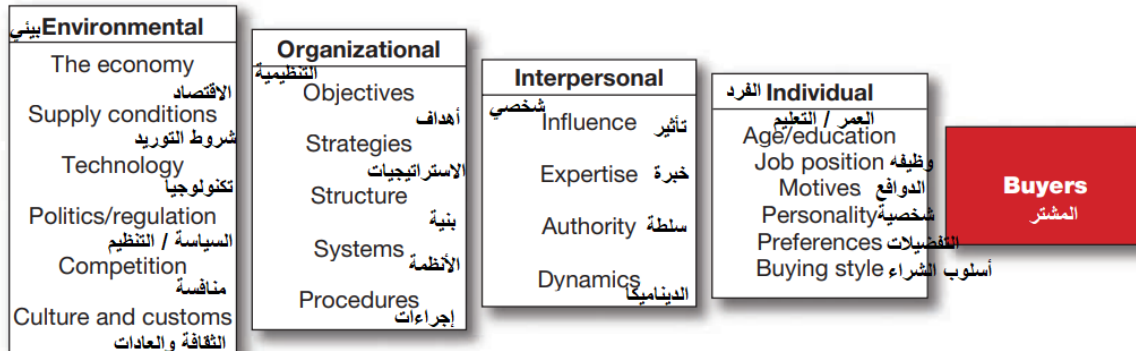 بيئي Environmental
The economy
الاقتصاد
Supply conditions
شروط التوريد
Technology
تكنولوجيا
Politics/regulation
السياسة / التنظيم
Competition
منافسة
Culture and customs
الثقافة والعادات
Organizational
التنظيمية
Objectives
أهداف
Strategies
الاستراتيجيات
Structure
بنية
Systems
الأنظمة
Procedures
إجراءات
Interpersonal
شخصي
Influence تأثير
Expertise خبرة
Authority سلطة
Dynamics
الديناميكا
الفرد Individual
العمر / التعليم
Age/education
Job position وظيفه
Motives الدوافع
Personality شخصية
Preferences التفضيلات
Buying style أسلوب الشراء
Buyers
المشتر